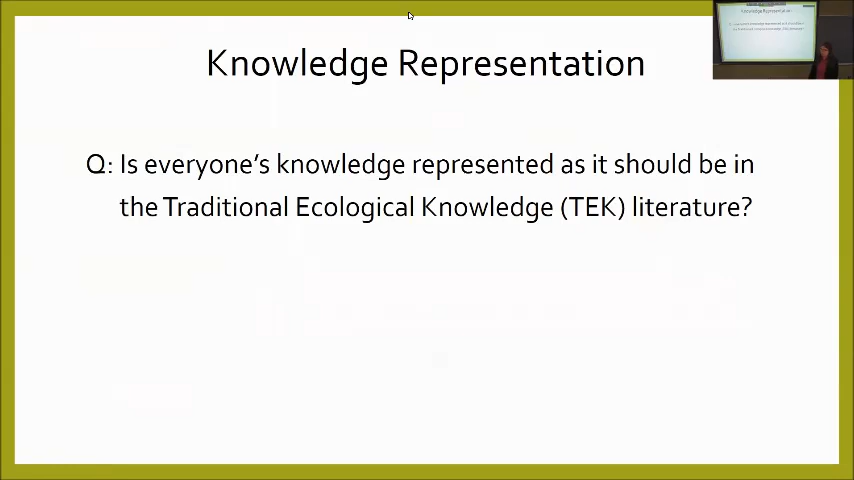 Knowledge Representation
Q: Is everyone's knowledge represented as it should be in
the Traditional Ecological Knowledge (TEK) literature?